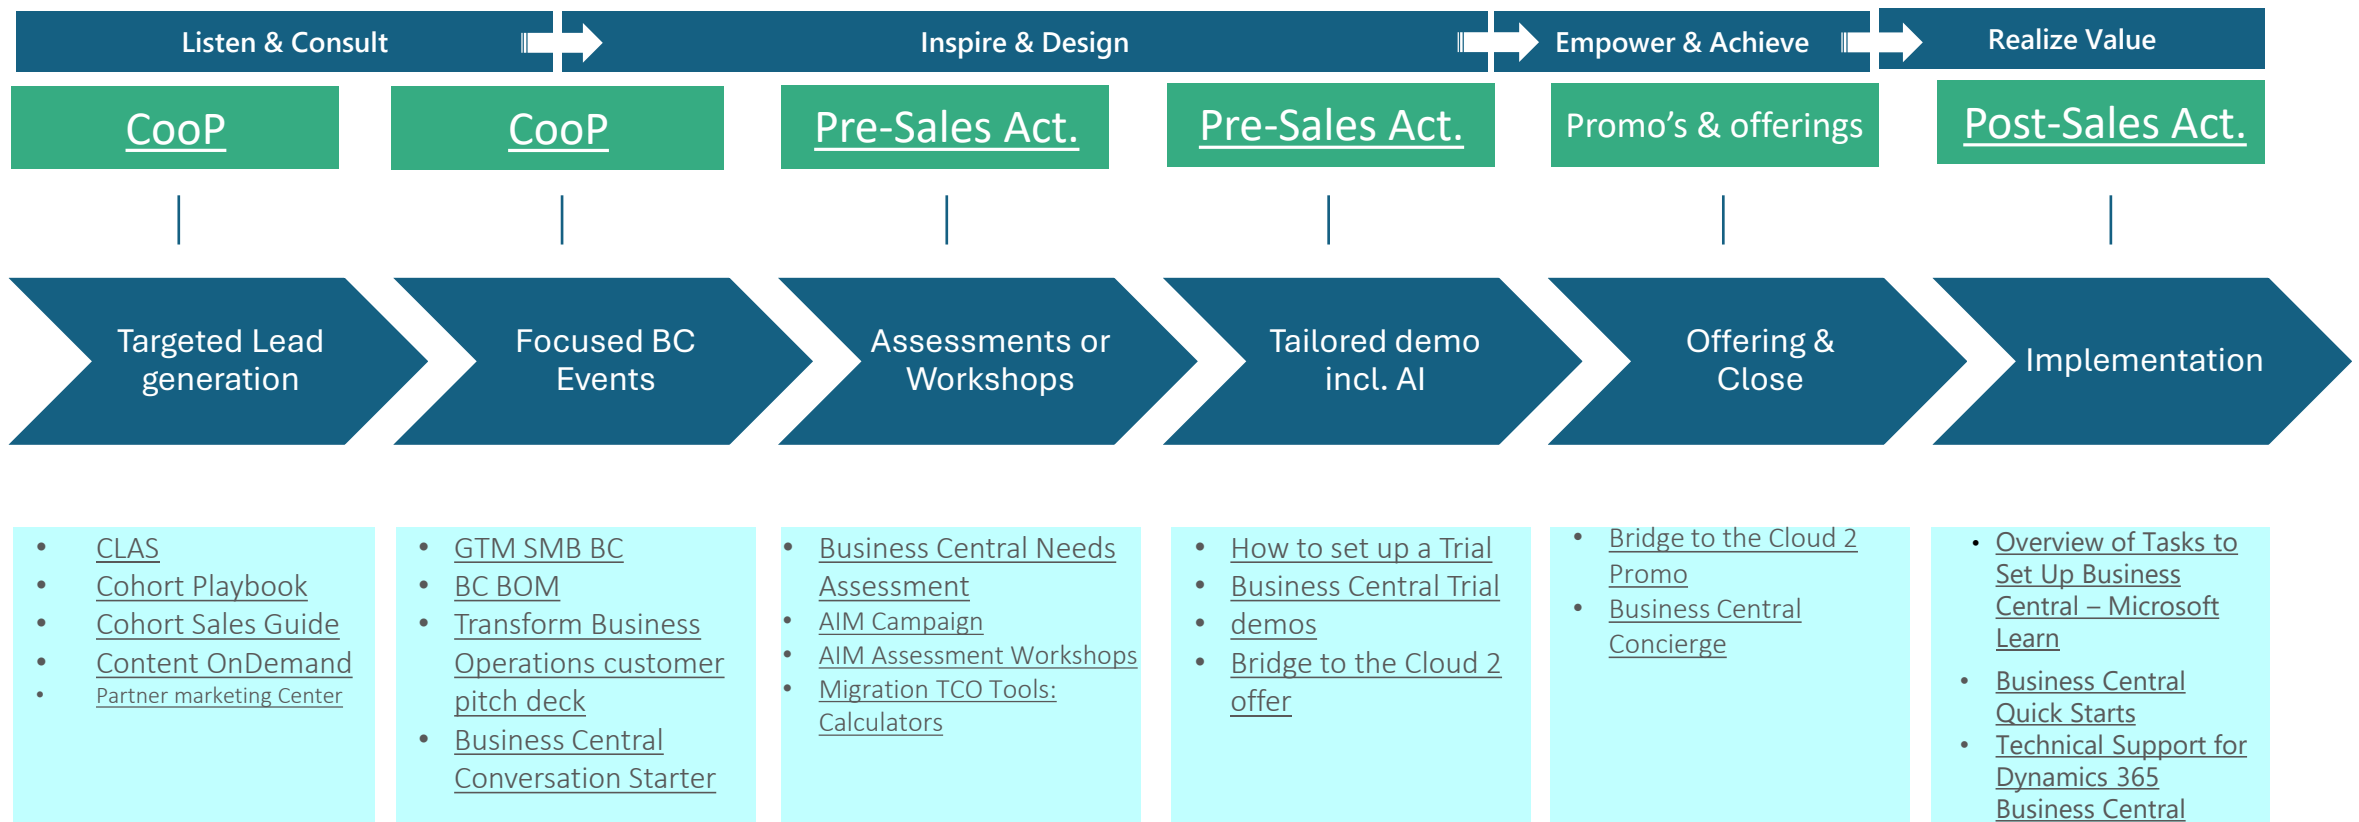 Listen & Consult
Inspire & Design
Empower & Achieve
Realize Value
CooP
CooP
Pre-Sales Act.
Pre-Sales Act.
Promo's & offerings
Post-Sales Act.
Targeted Lead
generation
Focused BC
Events
Assessments or
Workshops
Tailored demo
incl. AI
Offering &
Close
Implementation
• CLAS
• Cohort Playbook
• Cohort Sales Guide
• Content OnDemand
• Partner marketing Center
• GTM SMB BC
• BC BOM
• Transform Business
Operations customer
pitch deck
• Business Central
Conversation Starter
• Business Central Needs
Assessment
• AIM Campaign
• AIM Assessment Workshops
• Migration TCO Tools:
Calculators
• How to set up a Trial
• Business Central Trial
• demos
• Bridge to the Cloud 2
offer
• Bridge to the Cloud 2
Promo
• Business Central
Concierge
• Overview of Tasks to
Set Up Business
Central – Microsoft
Learn
• Business Central
Quick Starts
• Technical Support for
Dynamics 365
Business Central